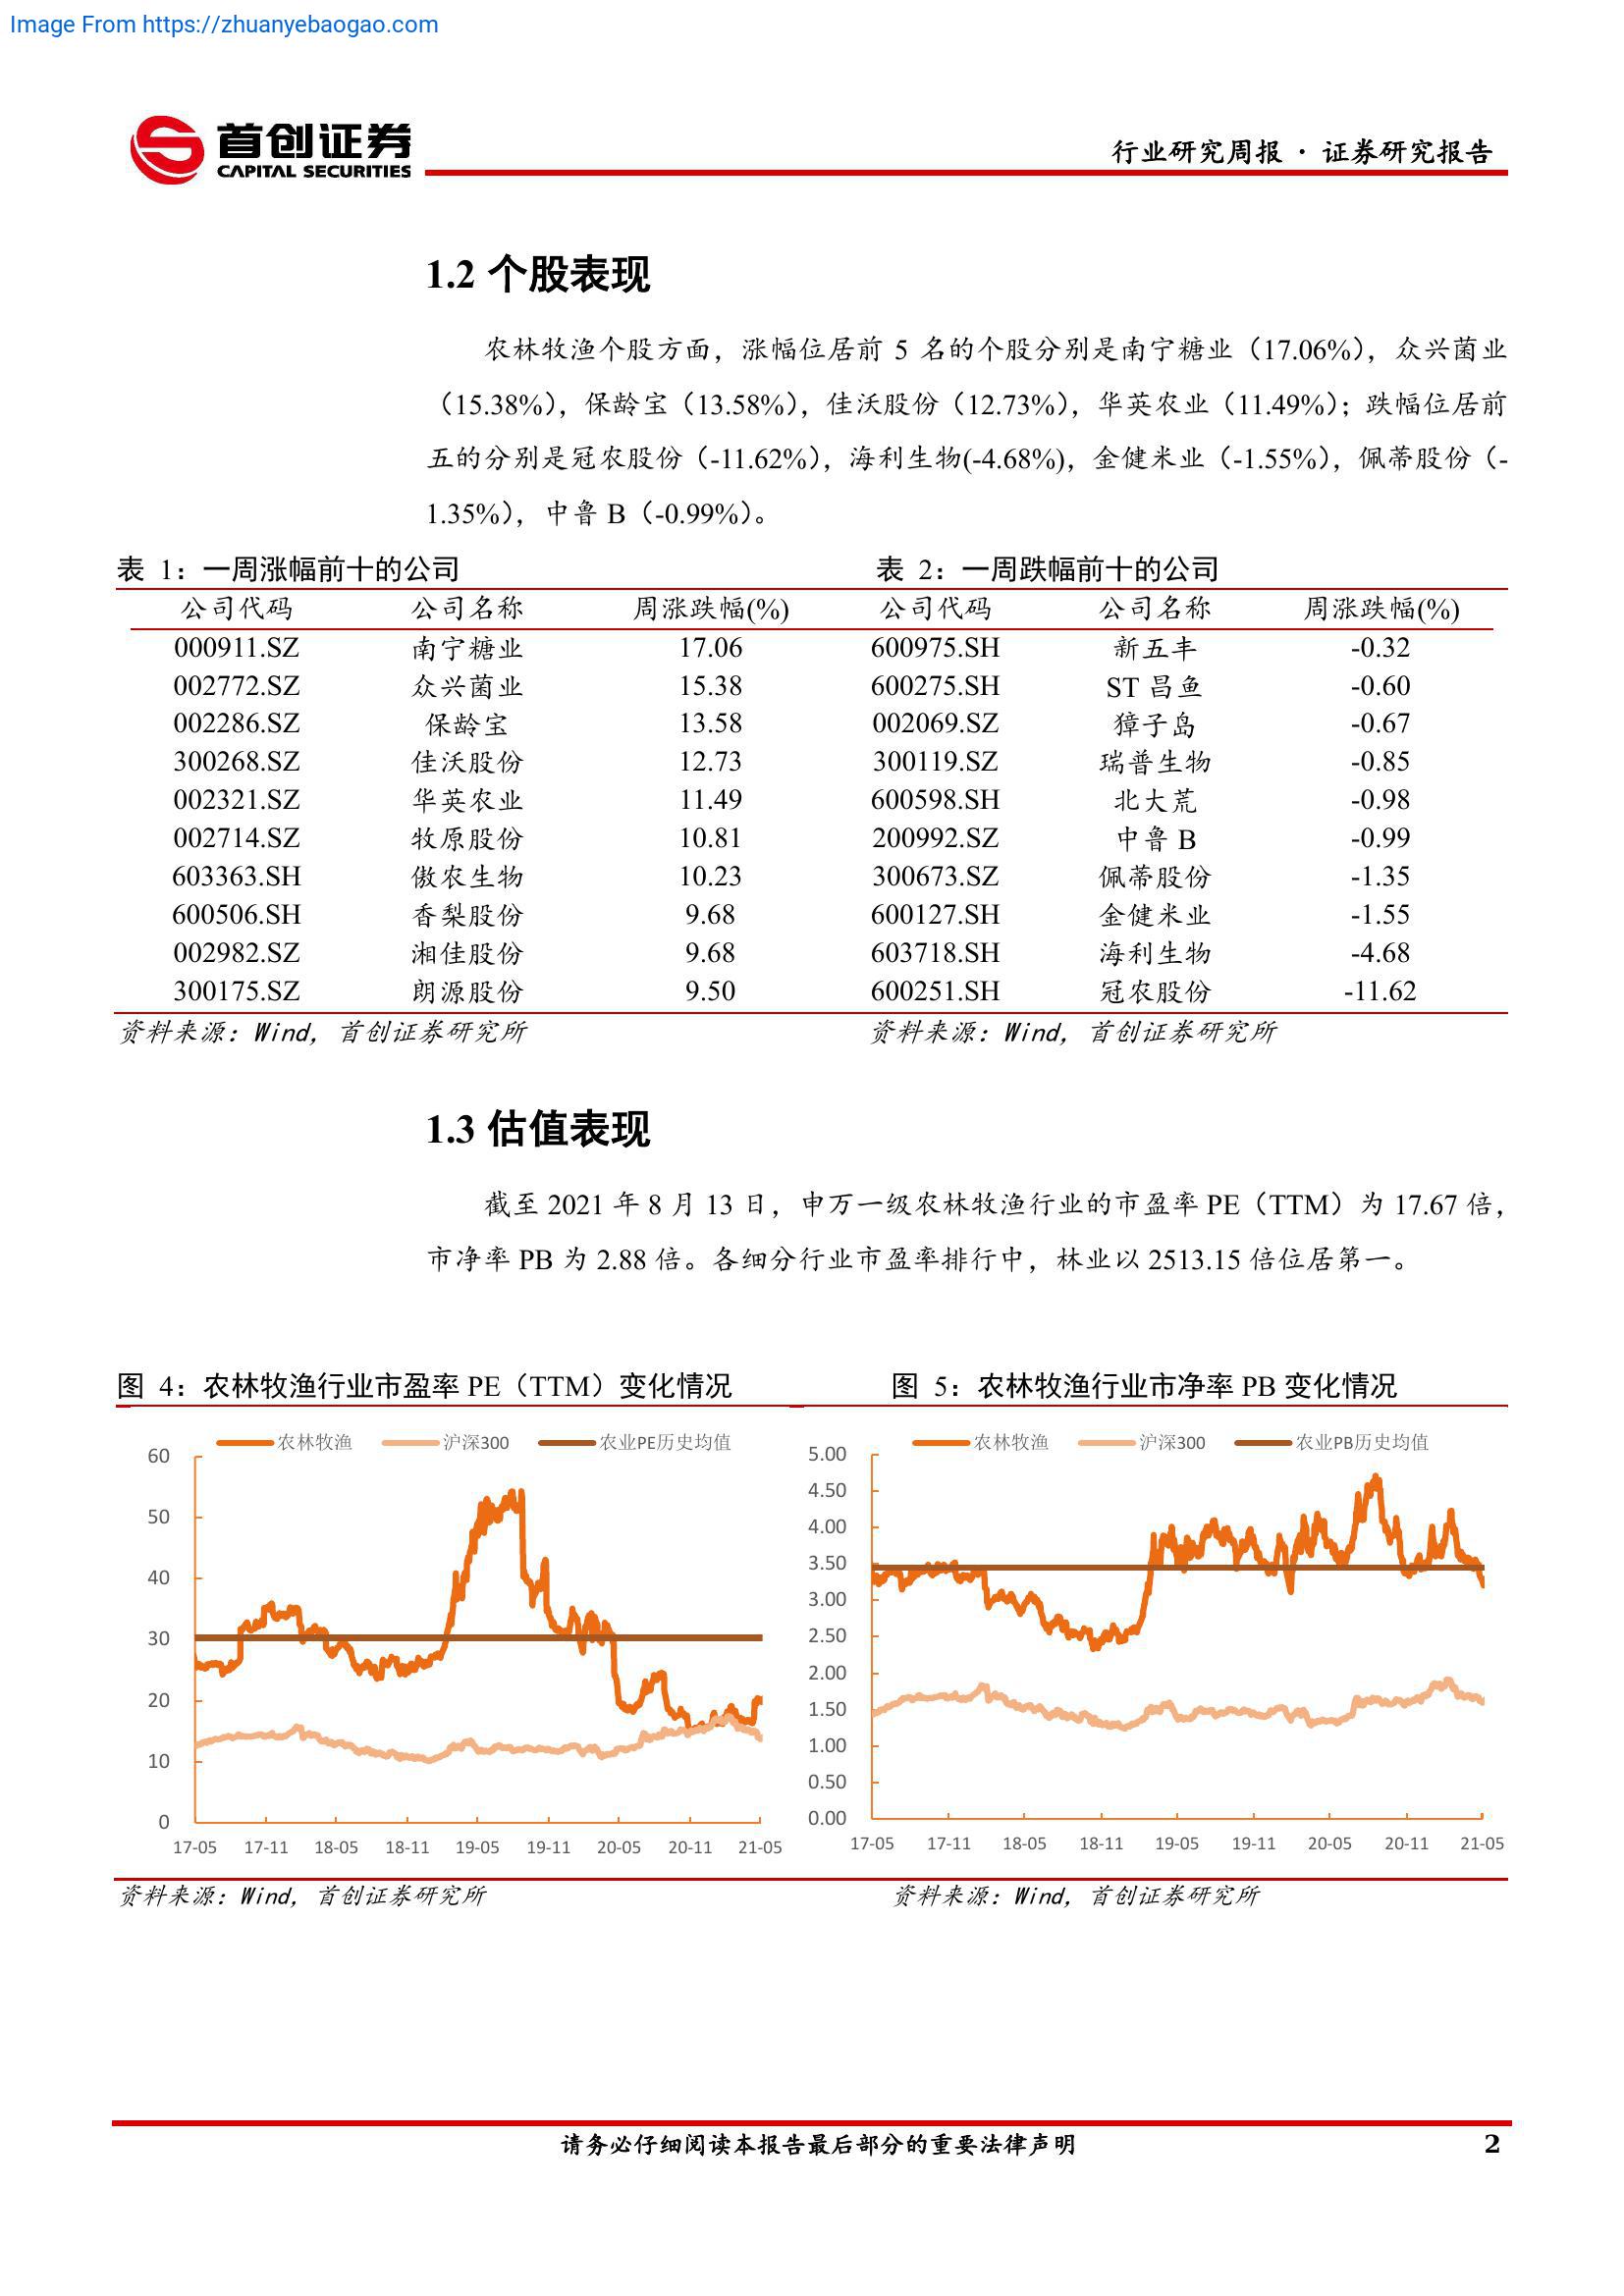 Image From https://zhuanyebaogao.com
首创证券
CAPITAL SECURITIES
行业研究周报 · 证券研究报告
1.2 个股表现
农林牧渔个股方面，涨幅位居前 5 名的个股分别是南宁糖业（17.06%），众兴菌业
（15.38%），保龄宝（13.58%），佳沃股份（12.73%），华英农业（11.49%）；跌幅位居前
五的分别是冠农股份（-11.62%），海利生物(-4.68%)，金健米业（-1.55%），佩蒂股份（-
1.35%），中鲁 B（-0.99%）。
表 1：一周涨幅前十的公司 表 2：一周跌幅前十的公司
公司代码 公司名称 周涨跌幅(%) 公司代码 公司名称 周涨跌幅(%)
000911.SZ 南宁糖业 17.06 600975.SH 新五丰 -0.32
002772.SZ 众兴菌业 15.38 600275.SH ST 昌鱼 -0.60
002286.SZ 保龄宝 13.58 002069.SZ 獐子岛 -0.67
300268.SZ 佳沃股份 12.73 300119.SZ 瑞普生物 -0.85
002321.SZ 华英农业 11.49 600598.SH 北大荒 -0.98
002714.SZ 牧原股份 10.81 200992.SZ 中鲁 B -0.99
603363.SH 傲农生物 10.23 300673.SZ 佩蒂股份 -1.35
600506.SH 香梨股份 9.68 600127.SH 金健米业 -1.55
002982.SZ 湘佳股份 9.68 603718.SH 海利生物 -4.68
300175.SZ 朗源股份 9.50 600251.SH 冠农股份 -11.62
资料来源：Wind，首创证券研究所 资料来源：Wind，首创证券研究所
1.3 估值表现
截至 2021 年 8 月 13 日，申万一级农林牧渔行业的市盈率 PE（TTM）为 17.67 倍，
市净率 PB 为 2.88 倍。各细分行业市盈率排行中，林业以 2513.15 倍位居第一。
图 4：农林牧渔行业市盈率 PE（TTM）变化情况 图 5：农林牧渔行业市净率 PB 变化情况
农林牧渔 沪深300 农业PE历史均值
60
50
40
30
20
10
0
17-05 17-11 18-05 18-11 19-05 19-11 20-05 20-11 21-05
农林牧渔 沪深300 农业PB历史均值
5.00
4.50
4.00
3.50
3.00
2.50
2.00
1.50
1.00
0.50
0.00
17-05 17-11 18-05 18-11 19-05 19-11 20-05 20-11 21-05
资料来源：Wind，首创证券研究所 资料来源：Wind，首创证券研究所
请务必仔细阅读本报告最后部分的重要法律声明 2